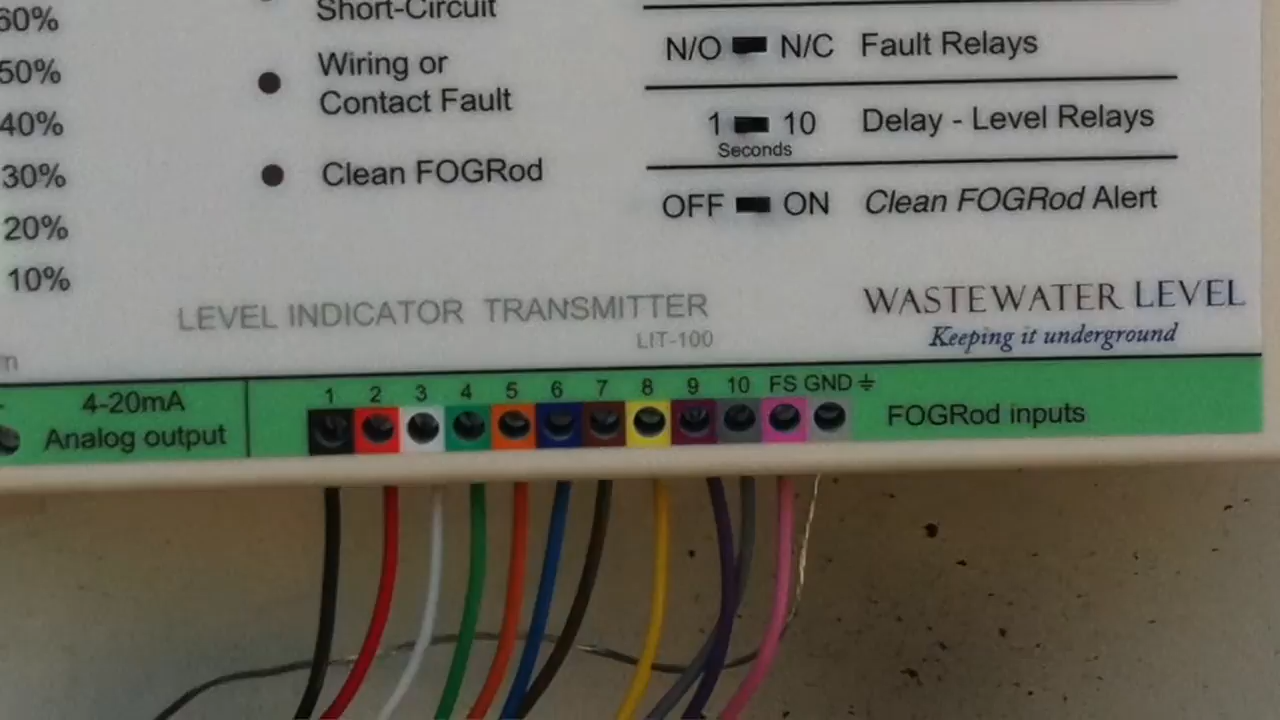 60%
50%
40%
30%
20%
10%
Short-Circuit
Wiring or
Contact Fault
Clean FOGRod
N/O N/C Fault Relays
1 10 Delay - Level Relays
Seconds
OFF ON Clean FOGRod Alert
LEVEL INDICATOR TRANSMITTER
LIT-100
WASTEWATER LEVEL
Keeping it underground
4-20mA
Analog output
1 2 3 4 5 6 7 8 9 10 FS GND
FOGRod inputs